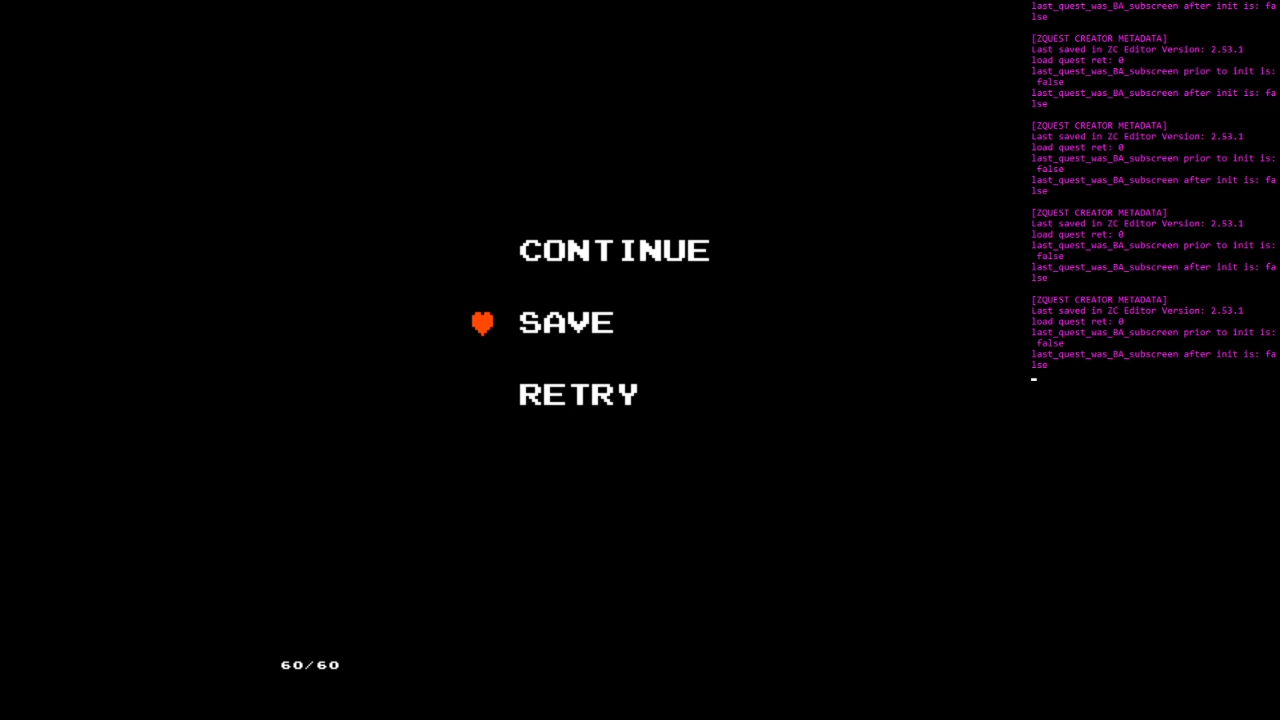 CONTINUE
SAVE
RETRY
60/60
last_quest_was_BA_subscreen after init is: fa
lse
[ZQUEST CREATOR METADATA]
Last saved in ZC Editor Version: 2.53.1
load quest ret: 0
last_quest_was_BA_subscreen prior to init is:
false
last_quest_was_BA_subscreen after init is: fa
lse
[ZQUEST CREATOR METADATA]
Last saved in ZC Editor Version: 2.53.1
load quest ret: 0
last_quest_was_BA_subscreen prior to init is:
false
last_quest_was_BA_subscreen after init is: fa
lse
[ZQUEST CREATOR METADATA]
Last saved in ZC Editor Version: 2.53.1
load quest ret: 0
last_quest_was_BA_subscreen prior to init is:
false
last_quest_was_BA_subscreen after init is: fa
lse
[ZQUEST CREATOR METADATA]
Last saved in ZC Editor Version: 2.53.1
load quest ret: 0
last_quest_was_BA_subscreen prior to init is:
false
last_quest_was_BA_subscreen after init is: fa
lse